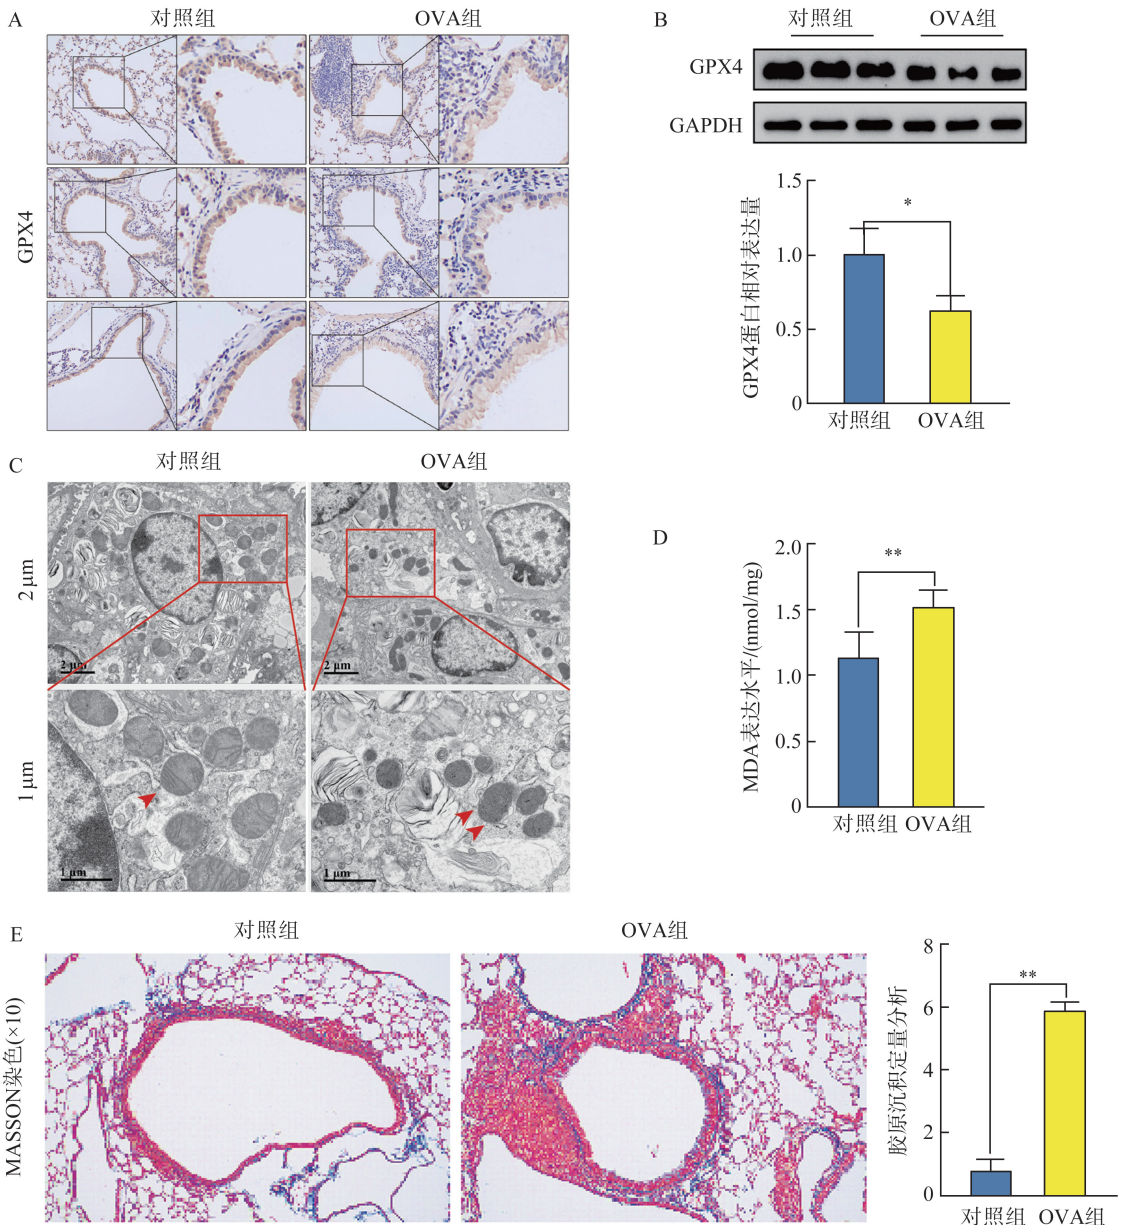 A
对照组
OVA组
GPX4
B
对照组
OVA组
GPX4
GAPDH
GPX4蛋白相对表达量
1.5
1.0
0.5
0
*
对照组
OVA组
C
对照组
OVA组
2 μm
2 μm
2 μm
1 μm
1 μm
1 μm
D
MDA表达水平/(nmol/mg)
2.0
1.5
1.0
0.5
0
**
对照组
OVA组
E
对照组
OVA组
MASSON染色(×10)
胶原沉积定量分析
8
6
4
2
0
**
对照组
OVA组